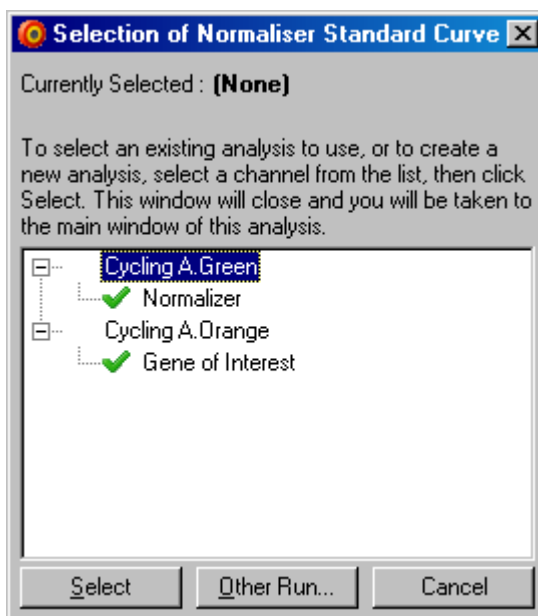 Selection of Normaliser Standard Curve
Currently Selected : (None)
To select an existing analysis to use, or to create a
new analysis, select a channel from the list, then click
Select. This window will close and you will be taken to
the main window of this analysis.
Cycling A.Green
Normalizer
Cycling A.Orange
Gene of Interest
Select Other Run... Cancel